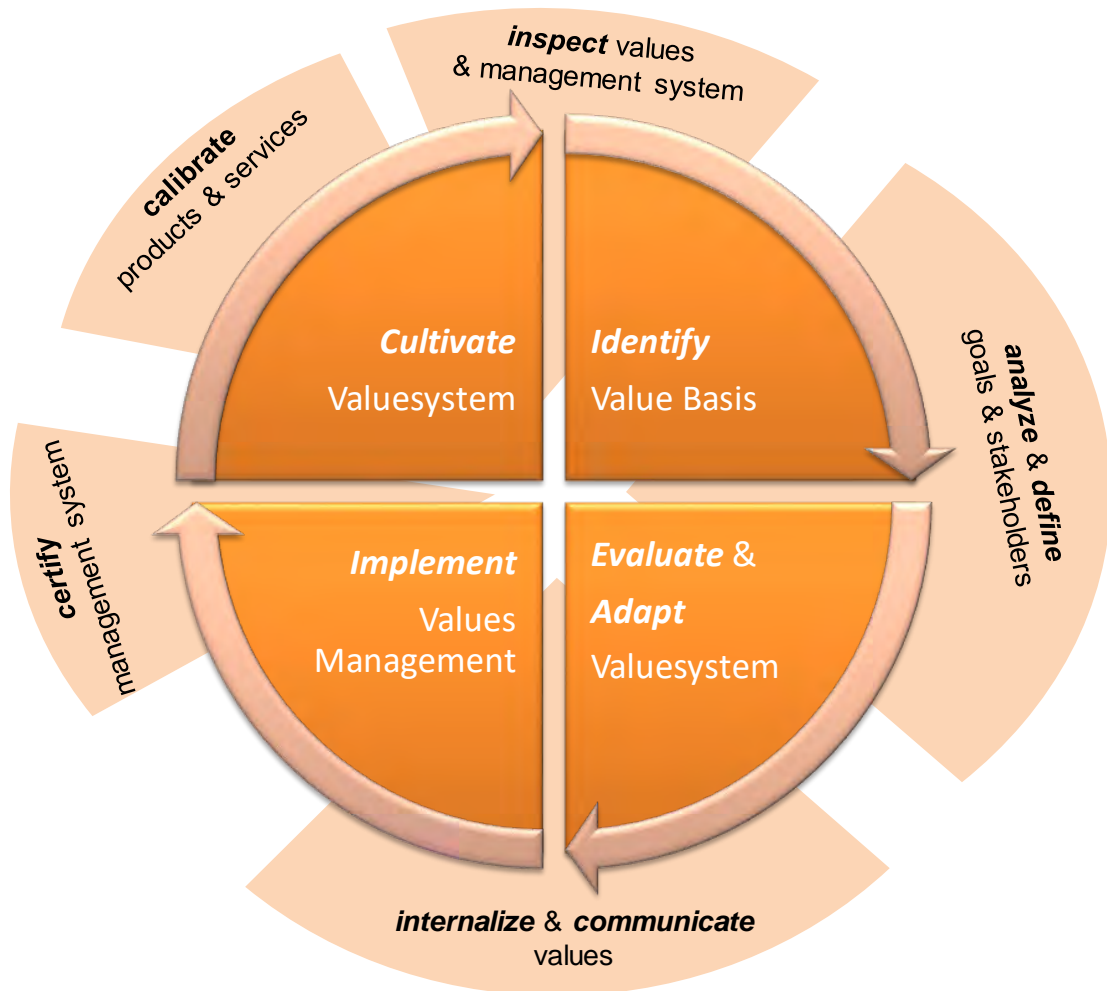 inspect values
& management system
calibrate
products & services
Cultivate
Valuesystem
Identify
Value Basis
analyze & define
goals & stakeholders
certify
management system
Implement
Values
Management
Evaluate &
Adapt
Valuesystem
internalize & communicate
values